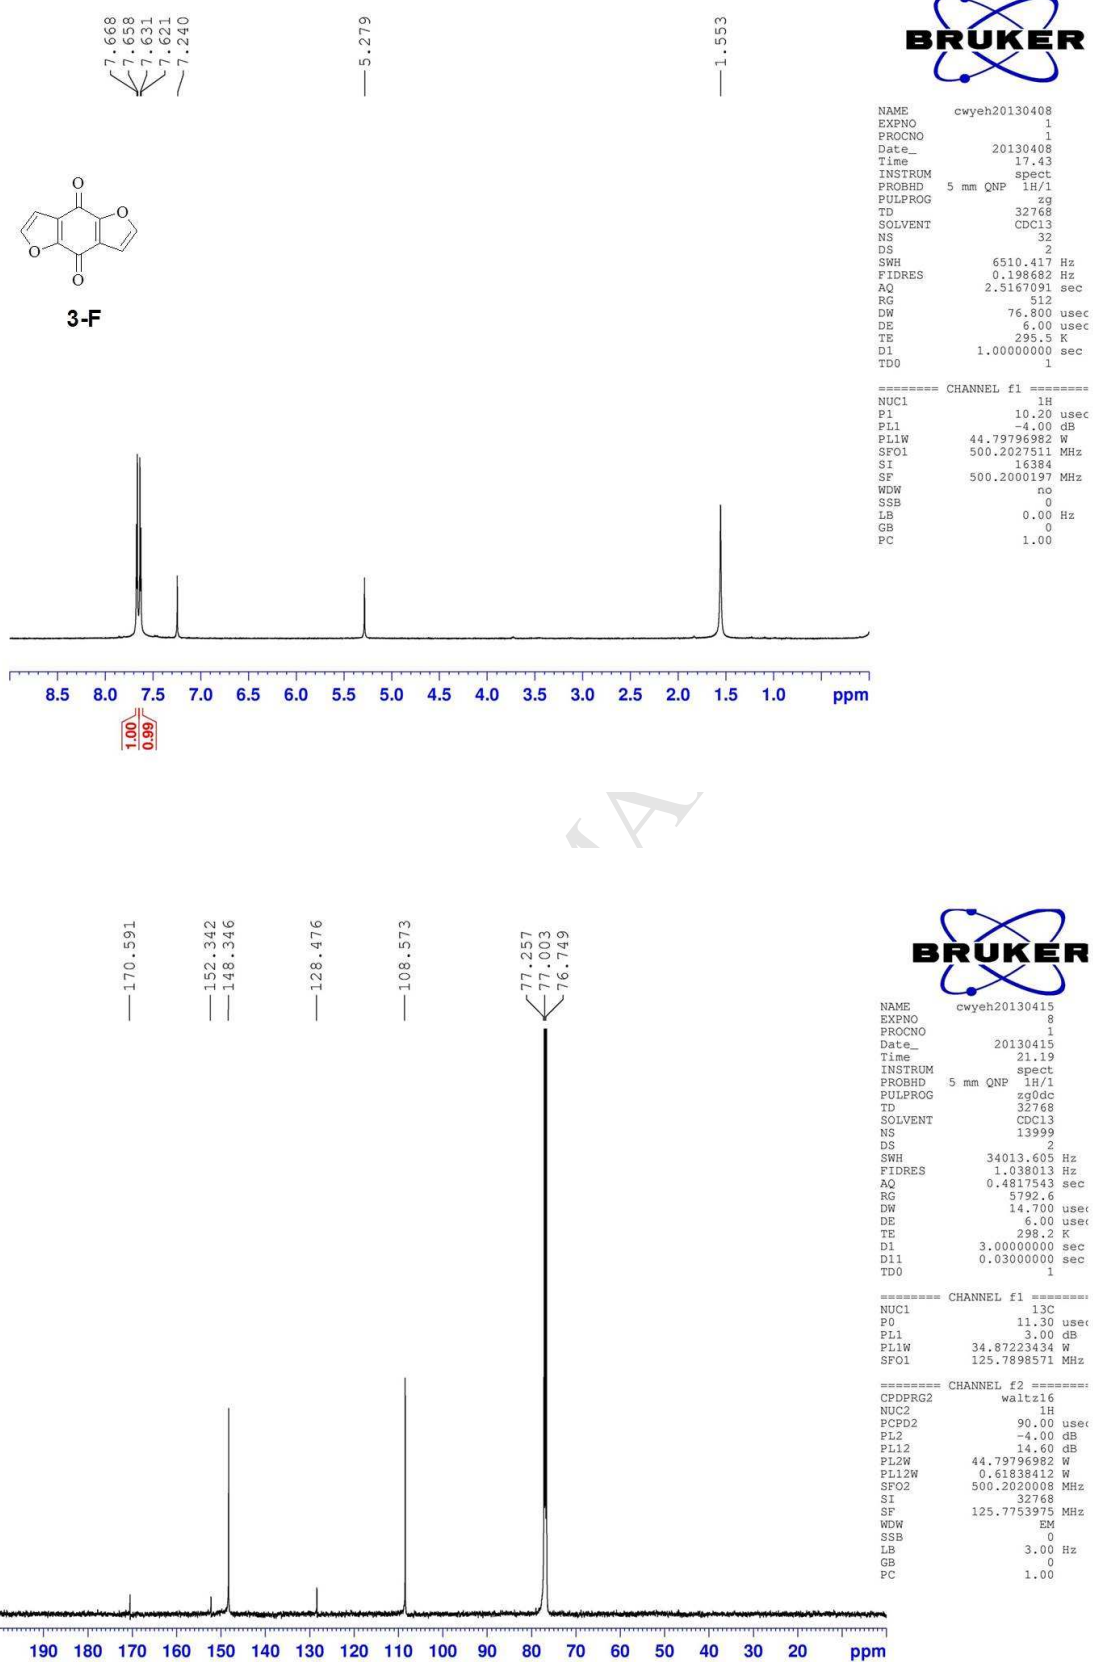 7.668
7.658
7.631
7.621
7.240
5.279
1.553
BRUKER
NAME cwyeh20130408
EXPNO 1
PROCNO 1
Date_ 20130408
Time 17.43
INSTRUM spect
PROBHD 5 mm QNP 1H/1
PULPROG zg
TD 32768
SOLVENT CDCl3
NS 32
DS 2
SWH 6510.417 Hz
FIDRES 0.198682 Hz
AQ 2.5167091 sec
RG 512
DW 76.800 usec
DE 6.00 usec
TE 295.5 K
D1 1.00000000 sec
TD0 1
======== CHANNEL f1 ========
NUC1 1H
P1 10.20 usec
PL1 -4.00 dB
PL1W 44.79796982 W
SFO1 500.2027511 MHz
SI 16384
SF 500.2000197 MHz
WDW no
SSB 0
LB 0.00 Hz
GB 0
PC 1.00
O
O
O
O
3-F
8.5 8.0 7.5 7.0 6.5 6.0 5.5 5.0 4.5 4.0 3.5 3.0 2.5 2.0 1.5 1.0 ppm
1.00
0.99
MA
170.591
152.342
148.346
128.476
108.573
77.257
77.003
76.749
BRUKER
NAME cwyeh20130415
EXPNO 8
PROCNO 1
Date_ 20130415
Time 21.19
INSTRUM spect
PROBHD 5 mm QNP 1H/1
PULPROG zg0dc
TD 32768
SOLVENT CDCl3
NS 13999
DS 2
SWH 34013.605 Hz
FIDRES 1.038013 Hz
AQ 0.4817543 sec
RG 5792.6
DW 14.700 usec
DE 6.00 usec
TE 298.2 K
D1 3.00000000 sec
D11 0.03000000 sec
TD0 1
======== CHANNEL f1 ========
NUC1 13C
P0 11.30 usec
PL1 3.00 dB
PL1W 34.87223434 W
SFO1 125.7898571 MHz
======== CHANNEL f2 ========
CPDPRG2 waltz16
NUC2 1H
PCPD2 90.00 usec
PL2 -4.00 dB
PL12 14.60 dB
PL2W 44.79796982 W
PL12W 0.61838412 W
SFO2 500.2020008 MHz
SI 32768
SF 125.7753975 MHz
WDW EM
SSB 0
LB 3.00 Hz
GB 0
PC 1.00
190 170 160 150 140 130 120 110 100 90 80 70 60 50 40 30 20 ppm